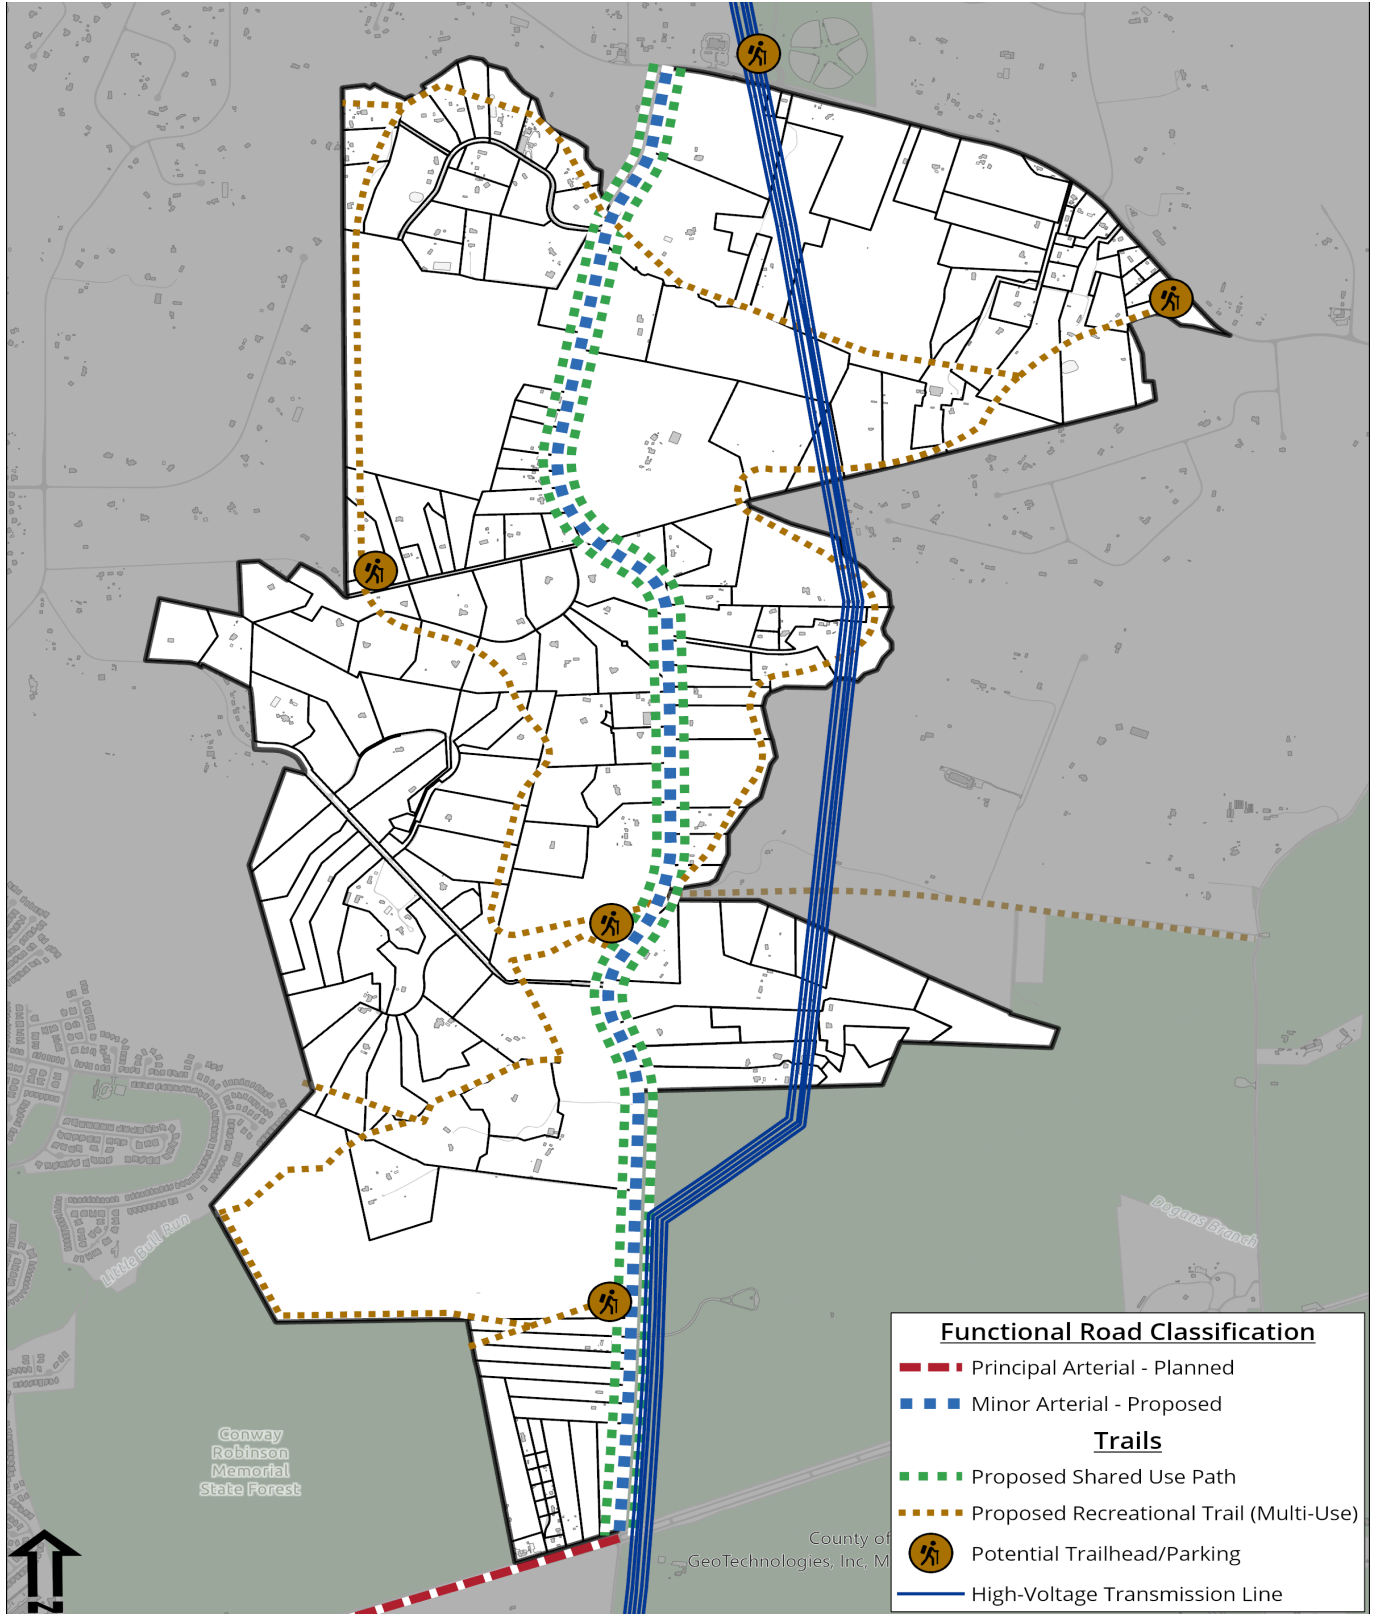 Degans Branch
Little Bull Run
Conway
Robinson
Memorial
State Forest
County of
GeoTechnologies, Inc, M
N
Functional Road Classification
Principal Arterial - Planned
Minor Arterial - Proposed
Trails
Proposed Shared Use Path
Proposed Recreational Trail (Multi-Use)
Potential Trailhead/Parking
High-Voltage Transmission Line